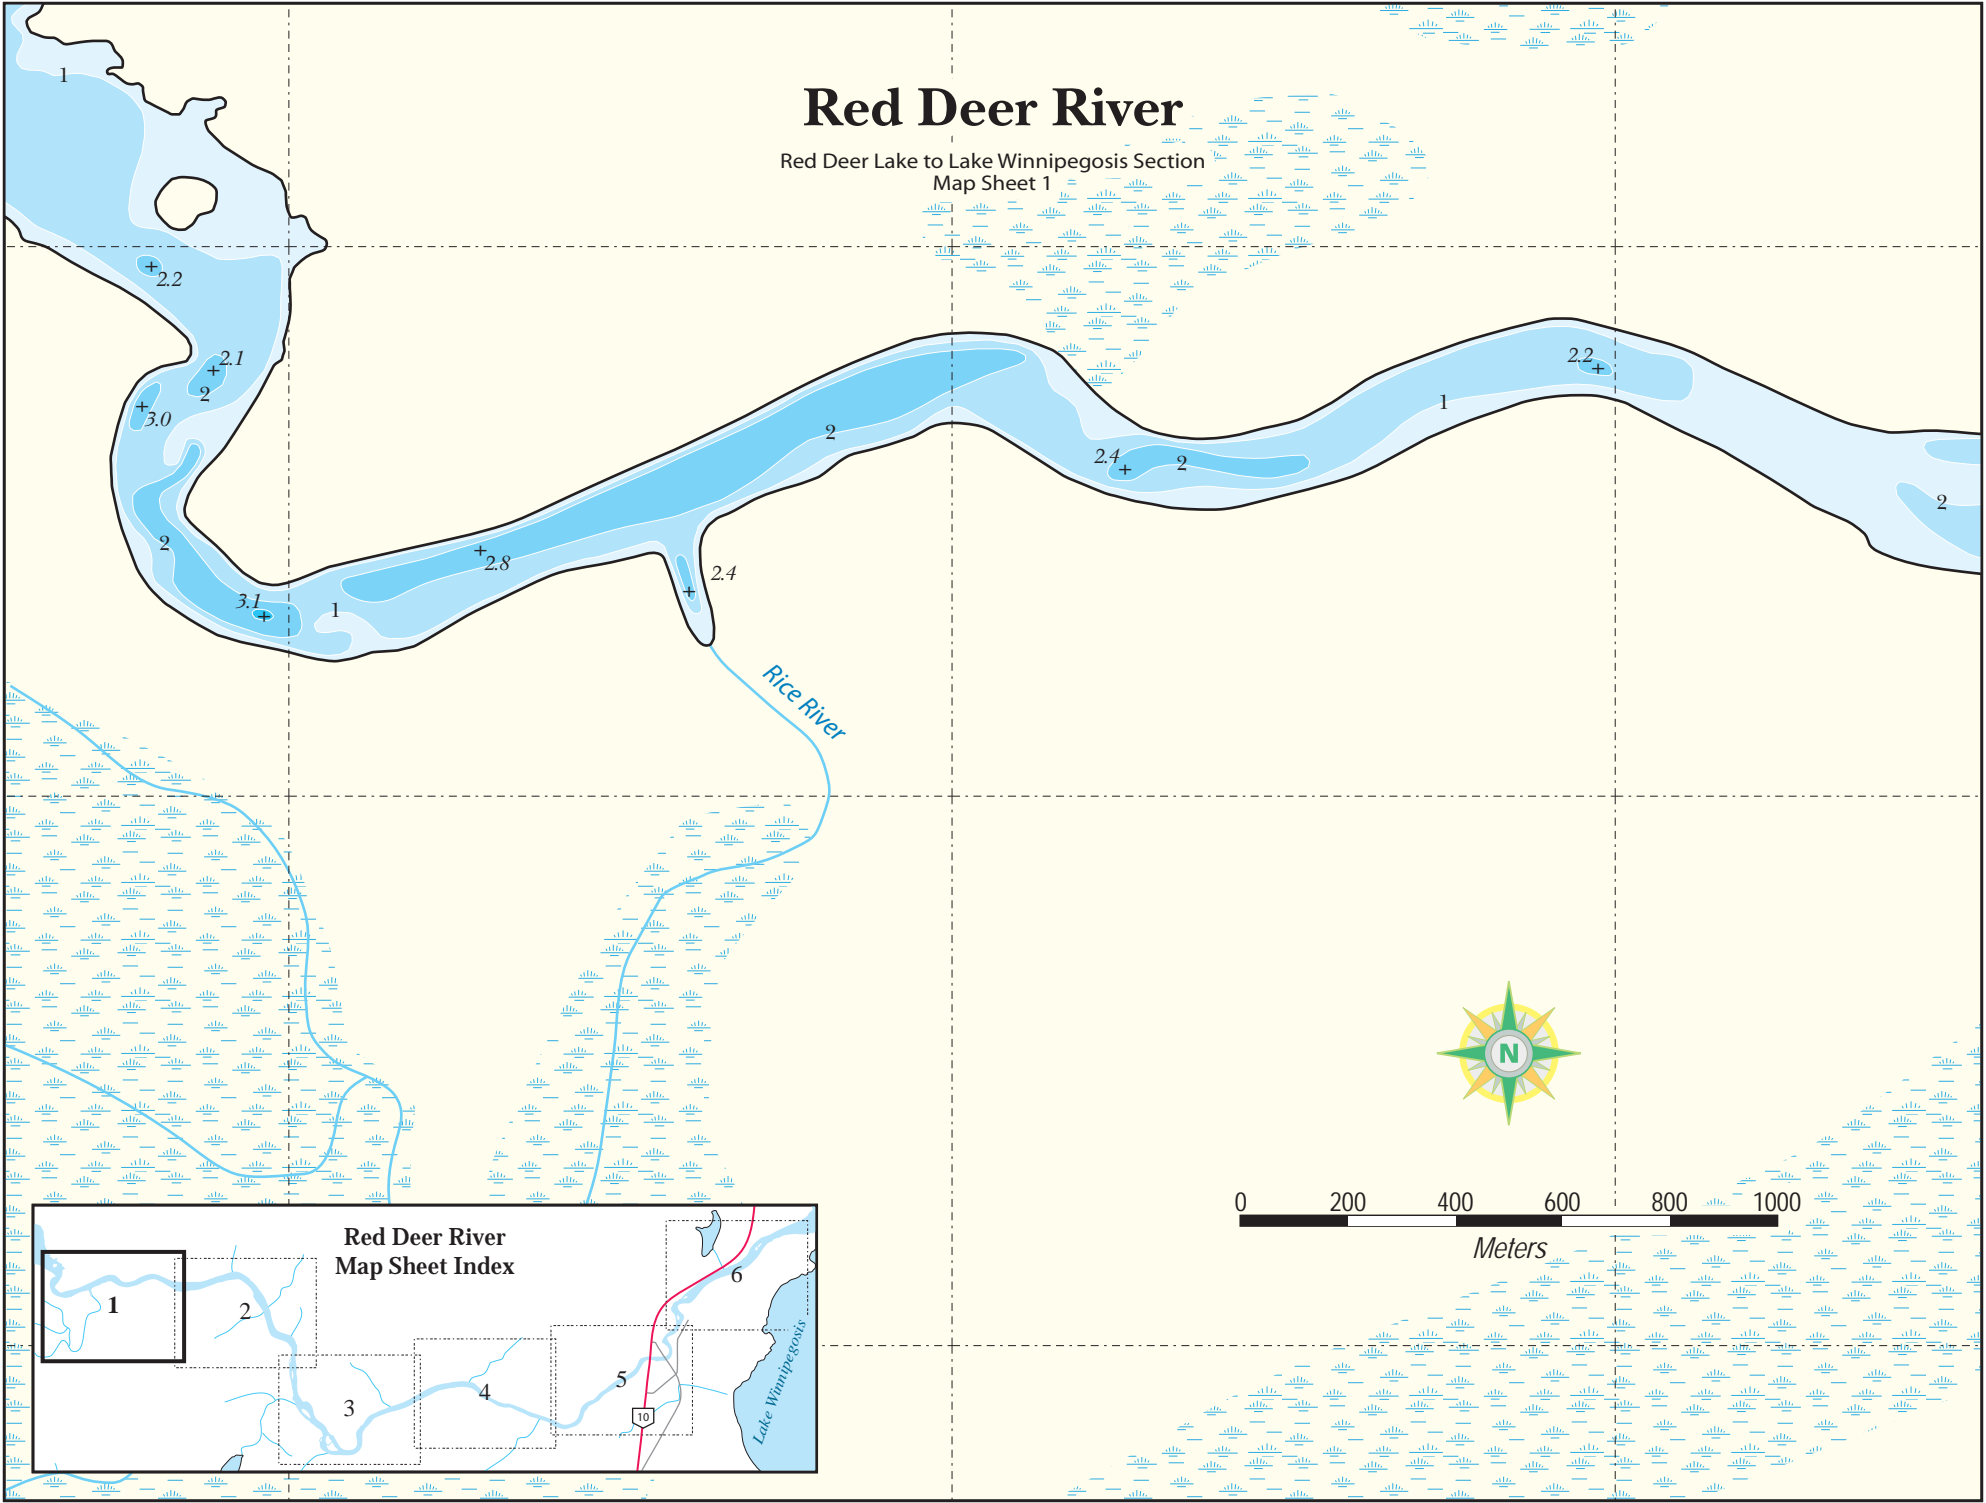 1
Red Deer River
Red Deer Lake to Lake Winnipegosis Section
Map Sheet 1
2.2
2.1
2
3.0
2.2
1
2
2.4
2
2
2
2.8
2.4
3.1
1
Rice River
N
0 200 400 600 800 1000
Meters
Red Deer River
Map Sheet Index
1
2
3
4
5
6
10
Lake Winnipegosis